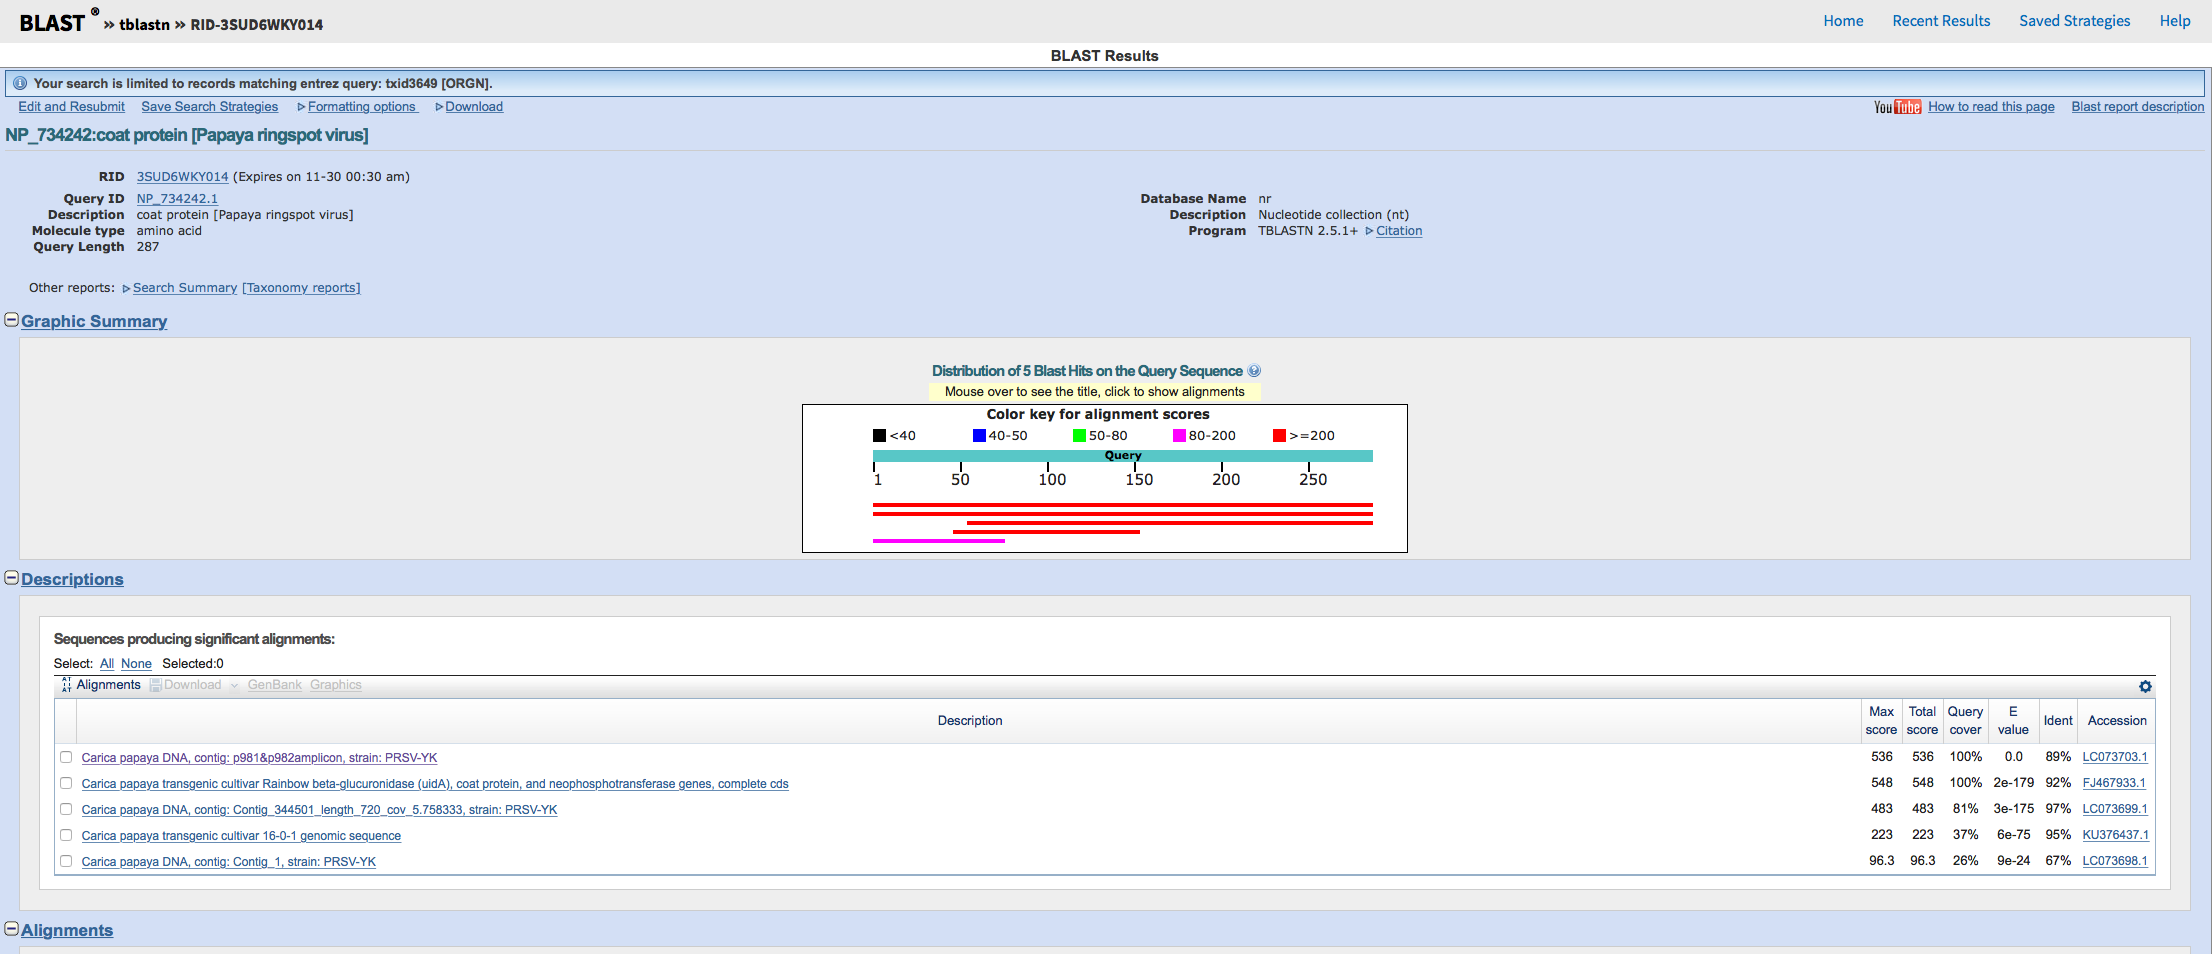 BLAST ® » tblastn » RID-3SUD6WKY014
Home Recent Results Saved Strategies Help
BLAST Results
Your search is limited to records matching entrez query: txid3649 [ORGN].
Edit and Resubmit Save Search Strategies Formatting options Download
YouTube How to read this page Blast report description
NP_734242:coat protein [Papaya ringspot virus]
RID 3SUD6WKY014 (Expires on 11-30 00:30 am)
Query ID NP_734242.1
Description coat protein [Papaya ringspot virus]
Molecule type amino acid
Query Length 287
Database Name nr
Description Nucleotide collection (nt)
Program TBLASTN 2.5.1+ Citation
Other reports: Search Summary [Taxonomy reports]
Graphic Summary
Distribution of 5 Blast Hits on the Query Sequence ?
Mouse over to see the title, click to show alignments
Color key for alignment scores
<40 40-50 50-80 80-200 >=200
Query
1 50 100 150 200 250
Descriptions
Sequences producing significant alignments:
Select: All None Selected:0
Alignments Download GenBank Graphics
Description Max score Total score Query cover E value Ident Accession
Carica papaya DNA, contig: p981&p982amplicon, strain: PRSV-YK 536 536 100% 0.0 89% LC073703.1
Carica papaya transgenic cultivar Rainbow beta-glucuronidase (uidA), coat protein, and neophosphotransferase genes, complete cds 548 548 100% 2e-179 92% FJ467933.1
Carica papaya DNA, contig: Contig_344501_length_720_cov_5.758333, strain: PRSV-YK 483 483 81% 3e-175 97% LC073699.1
Carica papaya transgenic cultivar 16-0-1 genomic sequence 223 223 37% 6e-75 95% KU376437.1
Carica papaya DNA, contig: Contig_1, strain: PRSV-YK 96.3 96.3 26% 9e-24 67% LC073698.1
Alignments